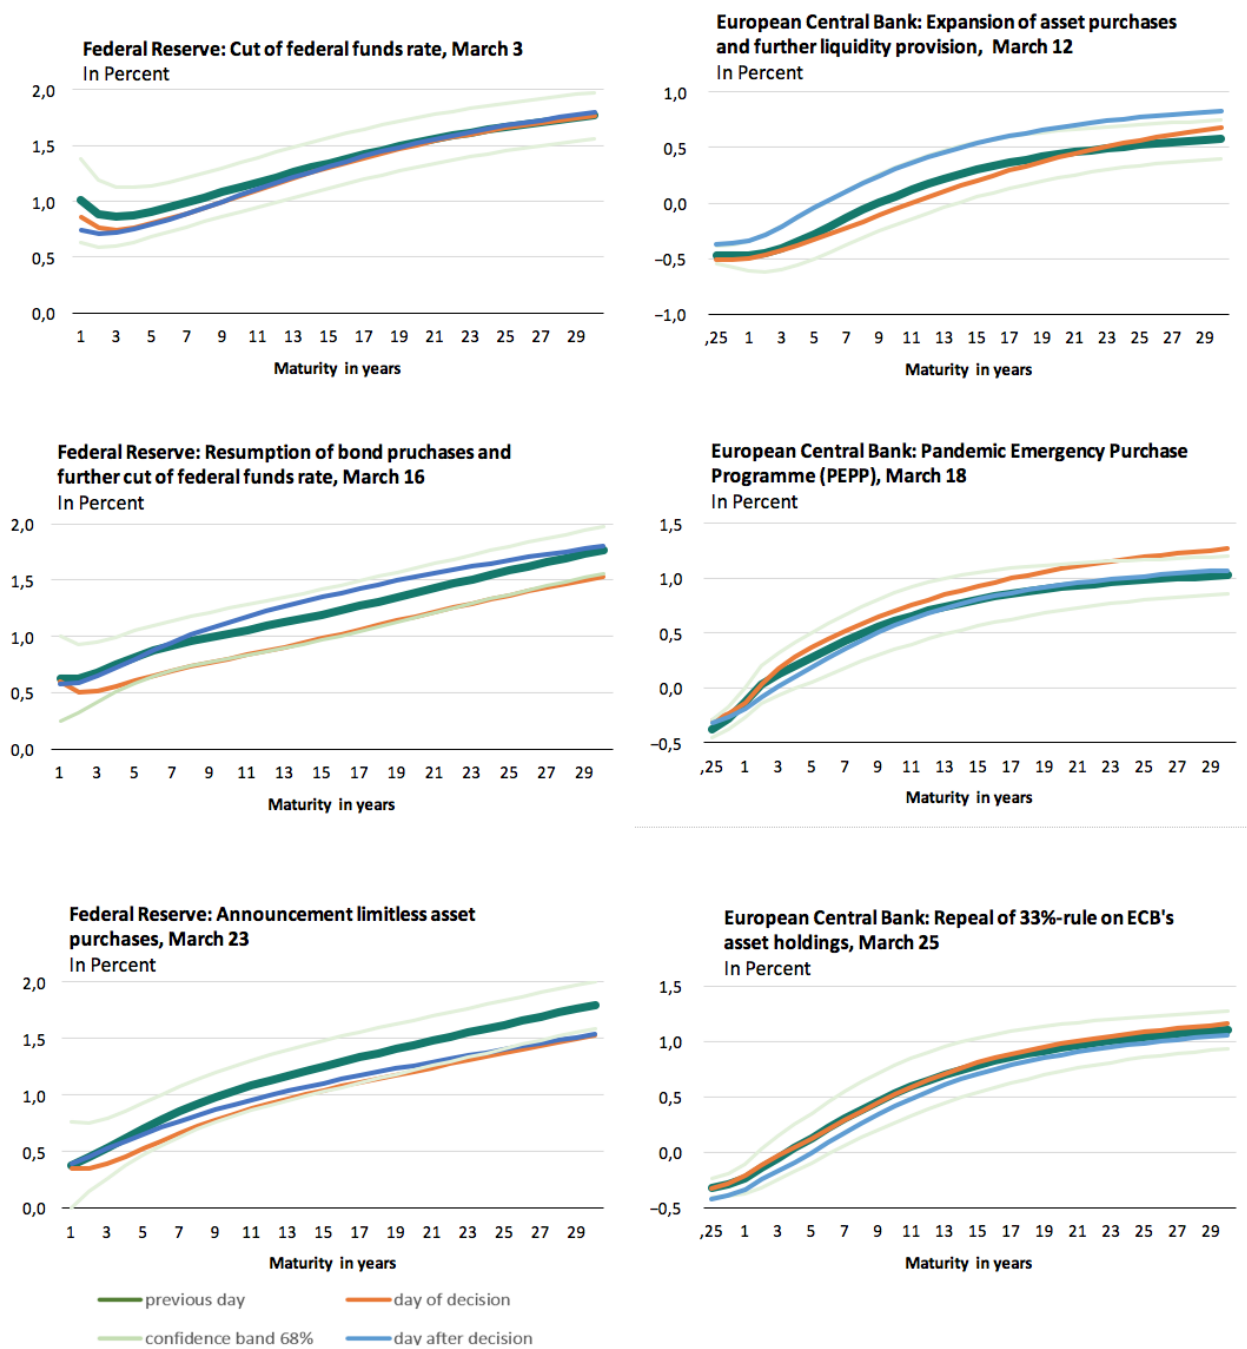 Federal Reserve: Cut of federal funds rate, March 3
In Percent
2,0
1,5
1,0
0,5
0,0
1 3 5 7 9 11 13 15 17 19 21 23 25 27 29
Maturity in years
European Central Bank: Expansion of asset purchases
and further liquidity provision, March 12
In Percent
1,0
0,5
0,0
−0,5
−1,0
,25 1 3 5 7 9 11 13 15 17 19 21 23 25 27 29
Maturity in years
Federal Reserve: Resumption of bond pruchases and
further cut of federal funds rate, March 16
In Percent
2,0
1,5
1,0
0,5
0,0
1 3 5 7 9 11 13 15 17 19 21 23 25 27 29
Maturity in years
European Central Bank: Pandemic Emergency Purchase
Programme (PEPP), March 18
In Percent
1,5
1,0
0,5
0,0
−0,5
,25 1 3 5 7 9 11 13 15 17 19 21 23 25 27 29
Maturity in years
Federal Reserve: Announcement limitless asset
purchases, March 23
In Percent
2,0
1,5
1,0
0,5
0,0
1 3 5 7 9 11 13 15 17 19 21 23 25 27 29
Maturity in years
European Central Bank: Repeal of 33%-rule on ECB's
asset holdings, March 25
In Percent
1,5
1,0
0,5
0,0
−0,5
,25 1 3 5 7 9 11 13 15 17 19 21 23 25 27 29
Maturity in years
previous day
day of decision
confidence band 68%
day after decision